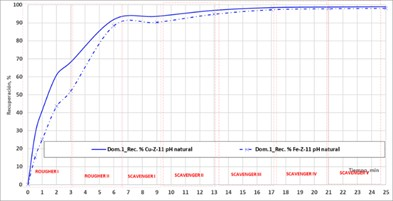 Recuperación, %
100
90
80
70
60
50
40
30
20
10
0
Dom.1_Rec. % Cu-Z-11 pH natural
Dom.1_Rec. % Fe-Z-11 pH natural
ROUGHER I
ROUGHER II
SCAVENGER I
SCAVENGER II
SCAVENGER III
SCAVENGER IV
SCAVENGER V
Tiempo, min
0 1 2 3 4 5 6 7 8 9 10 11 12 13 14 15 16 17 18 19 20 21 22 23 24 25